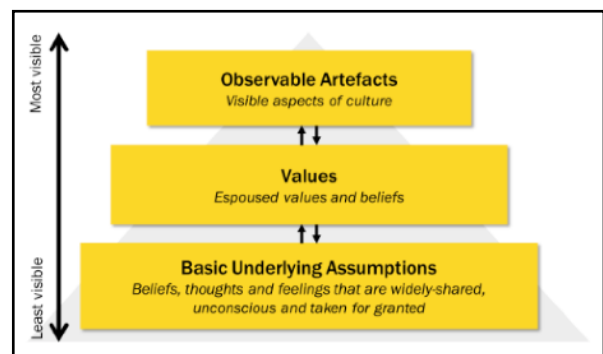 Most visible
Observable Artefacts
Visible aspects of culture
Values
Espoused values and beliefs
Basic Underlying Assumptions
Beliefs, thoughts and feelings that are widely-shared,
unconscious and taken for granted
Least visible